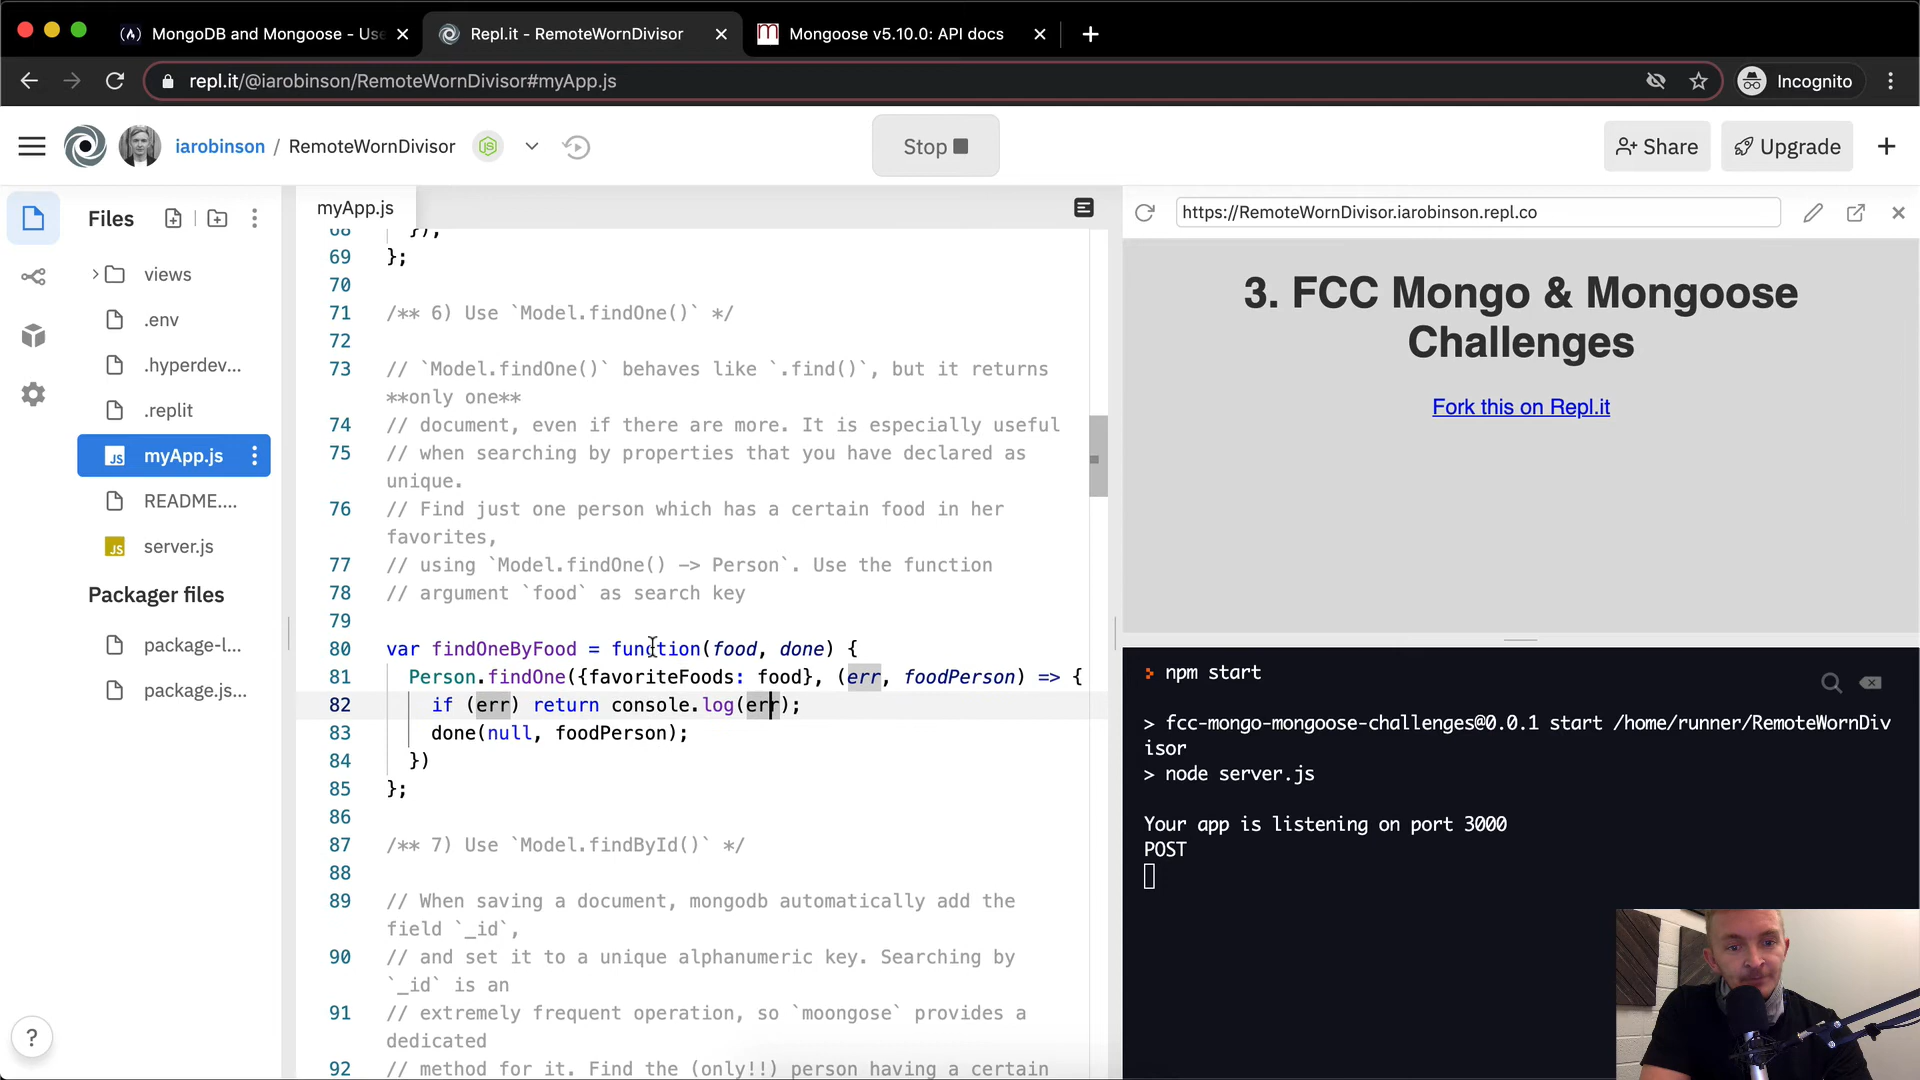 MongoDB and Mongoose - Use
Repl.it - RemoteWornDivisor
Mongoose v5.10.0: API docs
repl.it/@iarobinson/RemoteWornDivisor#myApp.js
Incognito
iarobinson / RemoteWornDivisor
Stop
Share
Upgrade
Files
views
.env
.hyperdev...
.replit
myApp.js
README....
server.js
Packager files
package-l...
package.js...
?
myApp.js
68 });
69 };
70
71 /** 6) Use `Model.findOne()` */
72
73 // `Model.findOne()` behaves like `.find()`, but it returns
**only one**
74 // document, even if there are more. It is especially useful
75 // when searching by properties that you have declared as
unique.
76 // Find just one person which has a certain food in her
favorites,
77 // using `Model.findOne() -> Person`. Use the function
78 // argument `food` as search key
79
80 var findOneByFood = function(food, done) {
81 Person.findOne({favoriteFoods: food}, (err, foodPerson) => {
82 if (err) return console.log(err);
83 done(null, foodPerson);
84 })
85 };
86
87 /** 7) Use `Model.findById()` */
88
89 // When saving a document, mongodb automatically add the
field `_id`,
90 // and set it to a unique alphanumeric key. Searching by
`_id` is an
91 // extremely frequent operation, so `moongose` provides a
dedicated
92 // method for it. Find the (only!!) person having a certain
https://RemoteWornDivisor.iarobinson.repl.co
3. FCC Mongo & Mongoose
Challenges
Fork this on Repl.it
npm start
> fcc-mongo-mongoose-challenges@0.0.1 start /home/runner/RemoteWornDiv
isor
> node server.js
Your app is listening on port 3000
POST